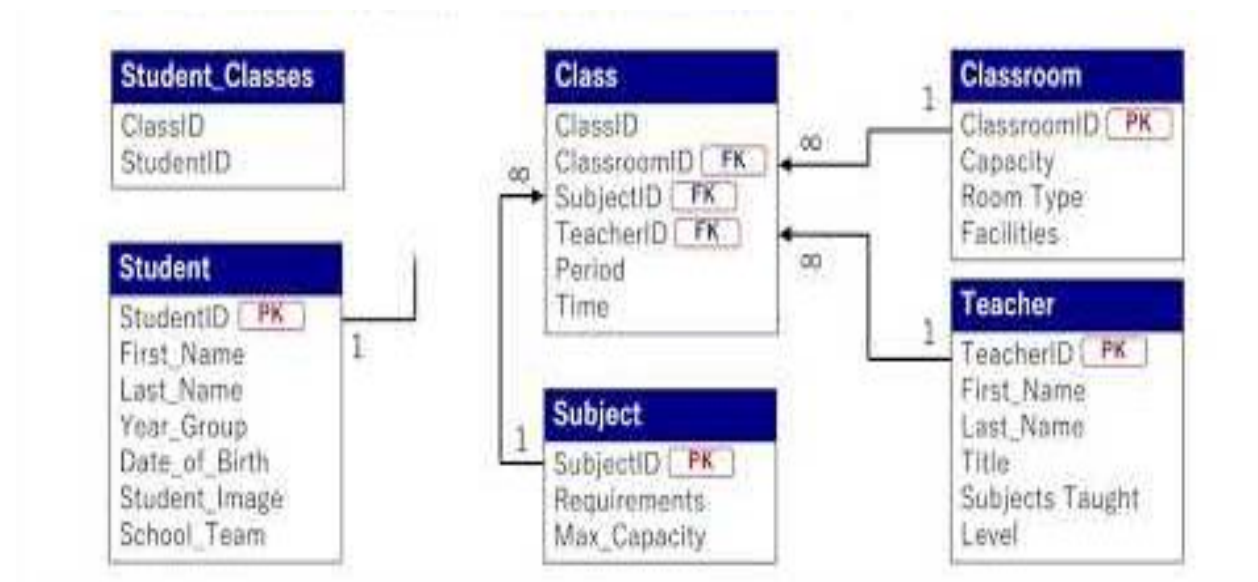 Student_Classes
ClassID
StudentID
Student
StudentID PK
First_Name
Last_Name
Year_Group
Date_of_Birth
Student_Image
School_Team
1
Class
ClassID
ClassroomID FK
SubjectID FK
TeacherID FK
Period
Time
∞
Subject
SubjectID PK
Requirements
Max_Capacity
1
Classroom
ClassroomID PK
Capacity
Room Type
Facilities
1
∞
Teacher
TeacherID PK
First_Name
Last_Name
Title
Subjects Taught
Level
1
∞